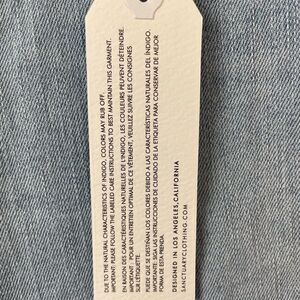 DUE TO THE NATURAL CHARACTERISTICS OF INDIGO, COLORS MAY RUB OFF.
IMPORTANT: PLEASE FOLLOW THE LABELED CARE INSTRUCTIONS TO BEST MAINTAIN THIS GARMENT.
EN RAISON DES CARACTÉRISTIQUES NATURELLES DE L'INDIGO, LES COULEURS PEUVENT DÉTEINDRE.
IMPORTANT : POUR UN ENTRETIEN OPTIMAL DE CE VÊTEMENT, VEUILLEZ SUIVRE LES CONSIGNES
SUR L'ÉTIQUETTE.
PUEDE QUE SE DESTIÑAN LOS COLORES DEBIDO A LAS CARACTERÍSTICAS NATURALES DEL ÍNDIGO.
IMPORTANTE: SIGA LAS INSTRUCCIONES DE CUIDADO DE LA ETIQUETA PARA CONSERVAR DE MEJOR
FORMA DE ESTA PRENDA.
DESIGNED IN LOS ANGELES, CALIFORNIA
SANCTUARYCLOTHING.COM